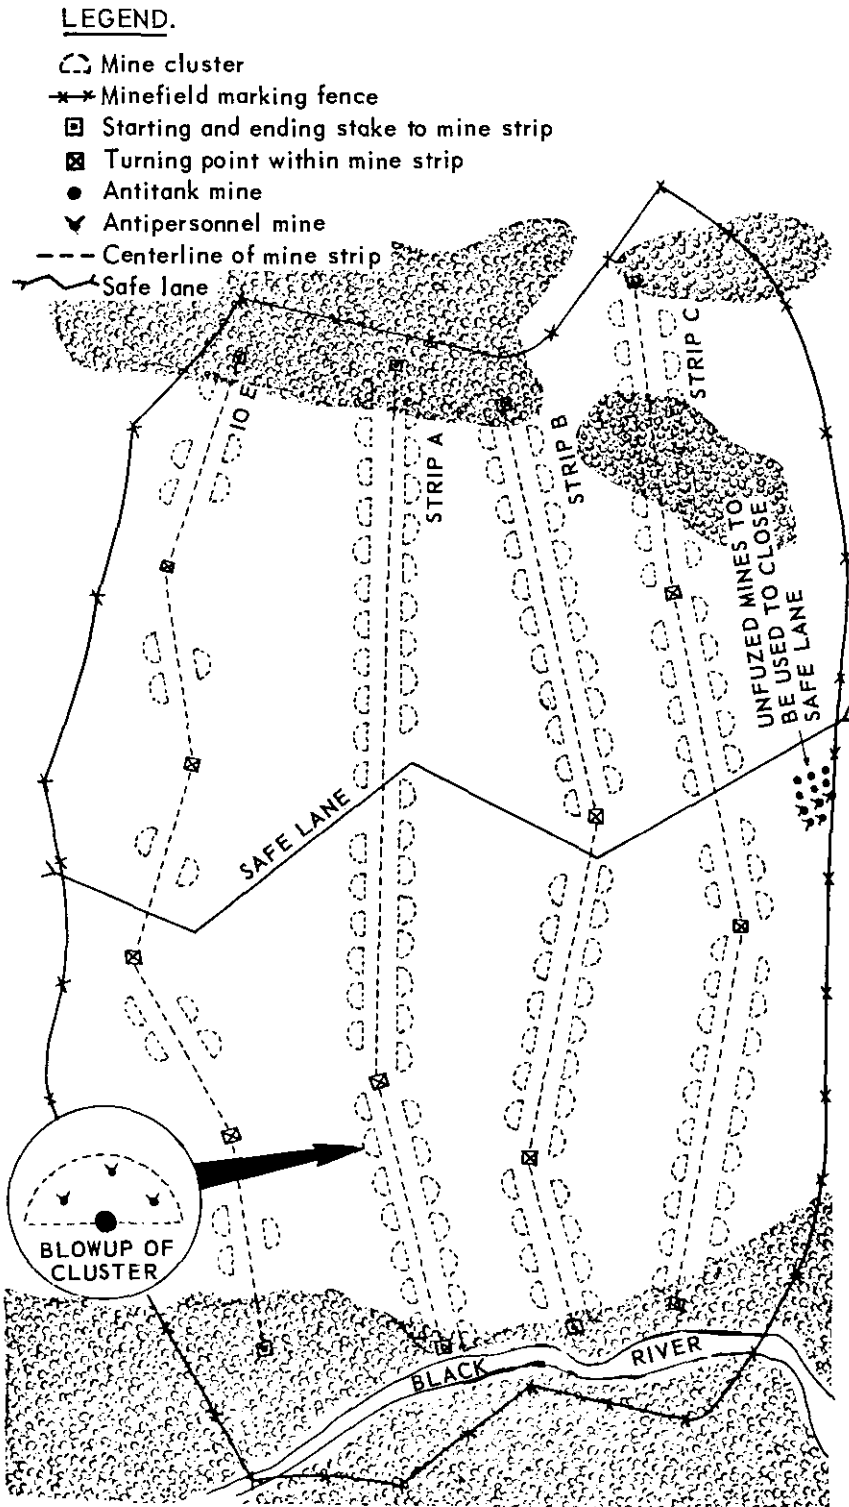 LEGEND.
Mine cluster
Minefield marking fence
Starting and ending stake to mine strip
Turning point within mine strip
Antitank mine
Antipersonnel mine
Centerline of mine strip
Safe lane
IOE
STRIP A
STRIP B
STRIP C
UNFUZED MINES TO
BE USED TO CLOSE
SAFE LANE
SAFE LANE
BLOWUP OF
CLUSTER
BLACK RIVER